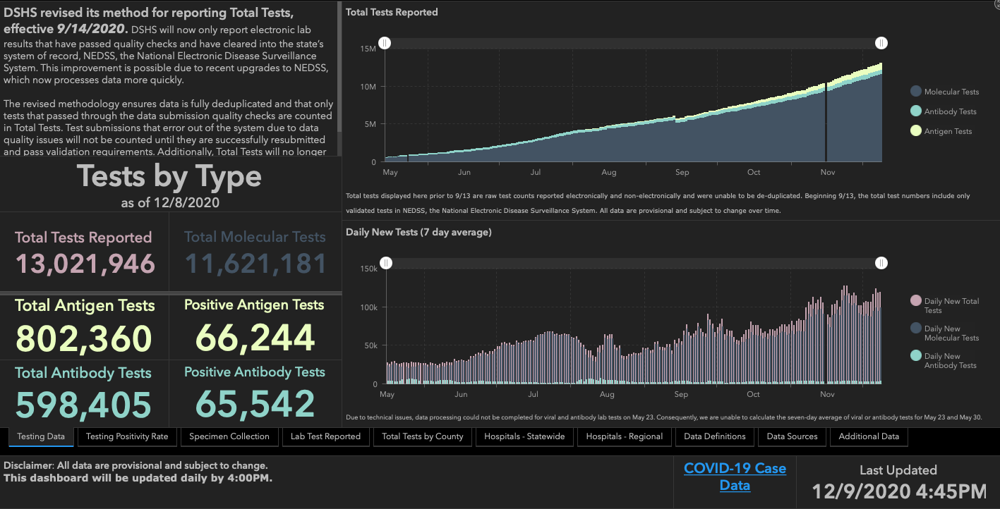 DSHS revised its method for reporting Total Tests,
effective 9/14/2020. DSHS will now only report electronic lab
results that have passed quality checks and have cleared into the state's
system of record, NEDSS, the National Electronic Disease Surveillance
System. This improvement is possible due to recent upgrades to NEDSS,
which now processes data more quickly.
The revised methodology ensures data is fully deduplicated and that only
tests that passed through the data submission quality checks are counted
in Total Tests. Test submissions that error out of the system due to data
quality issues will not be counted until they are successfully resubmitted
and pass validation requirements. Additionally, Total Tests will no longer
Tests by Type
as of 12/8/2020
Total Tests Reported
13,021,946
Total Molecular Tests
11,621,181
Total Antigen Tests
802,360
Positive Antigen Tests
66,244
Total Antibody Tests
598,405
Positive Antibody Tests
65,542
Total Tests Reported
15M
10M
5M
0
May Jun Jul Aug Sep Oct Nov
Molecular Tests
Antibody Tests
Antigen Tests
Total tests displayed here prior to 9/13 are raw test counts reported electronically and non-electronically and were unable to be de-duplicated. Beginning 9/13, the total test numbers include only
validated tests in NEDSS, the National Electronic Disease Surveillance System. All data are provisional and subject to change over time.
Daily New Tests (7 day average)
150k
100k
50k
0
May Jun Jul Aug Sep Oct Nov
Daily New Total
Tests
Daily New
Molecular Tests
Daily New
Antibody Tests
Due to technical issues, data processing could not be completed for viral and antibody lab tests on May 23. Consequently, we are unable to calculate the seven-day average of viral or antibody tests for May 23 and May 30.
Testing Data Testing Positivity Rate Specimen Collection Lab Test Reported Total Tests by County Hospitals - Statewide Hospitals - Regional Data Definitions Data Sources Additional Data
Disclaimer: All data are provisional and subject to change.
This dashboard will be updated daily by 4:00PM.
COVID-19 Case
Data
Last Updated
12/9/2020 4:45PM